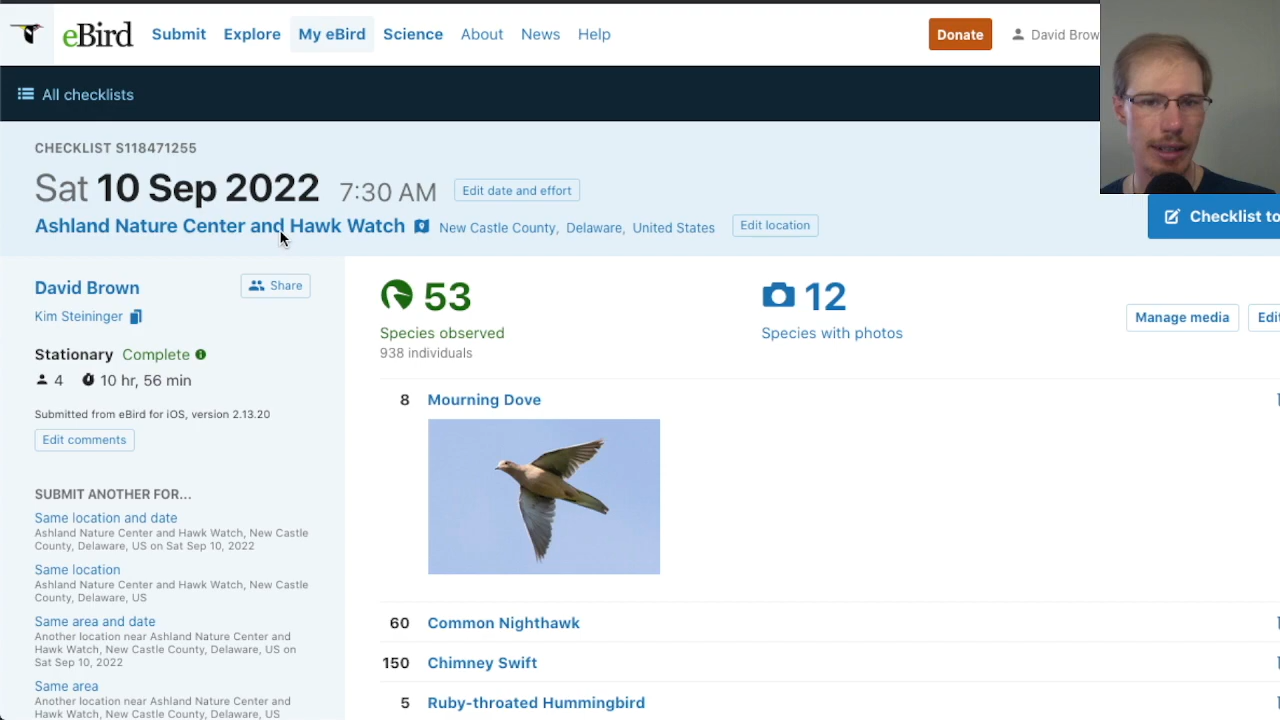 eBird Submit Explore My eBird Science About News Help Donate David Brow
All checklists
CHECKLIST S118471255
Sat 10 Sep 2022 7:30 AM Edit date and effort
Ashland Nature Center and Hawk Watch New Castle County, Delaware, United States Edit location
Checklist to
David Brown Share
Kim Steininger
Stationary Complete
4 10 hr, 56 min
Submitted from eBird for iOS, version 2.13.20
Edit comments
SUBMIT ANOTHER FOR...
Same location and date
Ashland Nature Center and Hawk Watch, New Castle
County, Delaware, US on Sat Sep 10, 2022
Same location
Ashland Nature Center and Hawk Watch, New Castle
County, Delaware, US
Same area and date
Another location near Ashland Nature Center and
Hawk Watch, New Castle County, Delaware, US on
Sat Sep 10, 2022
Same area
Another location near Ashland Nature Center and
Hawk Watch, New Castle County, Delaware, US
53
Species observed
938 individuals
12
Species with photos
Manage media Edi
8 Mourning Dove
60 Common Nighthawk
150 Chimney Swift
5 Ruby-throated Hummingbird